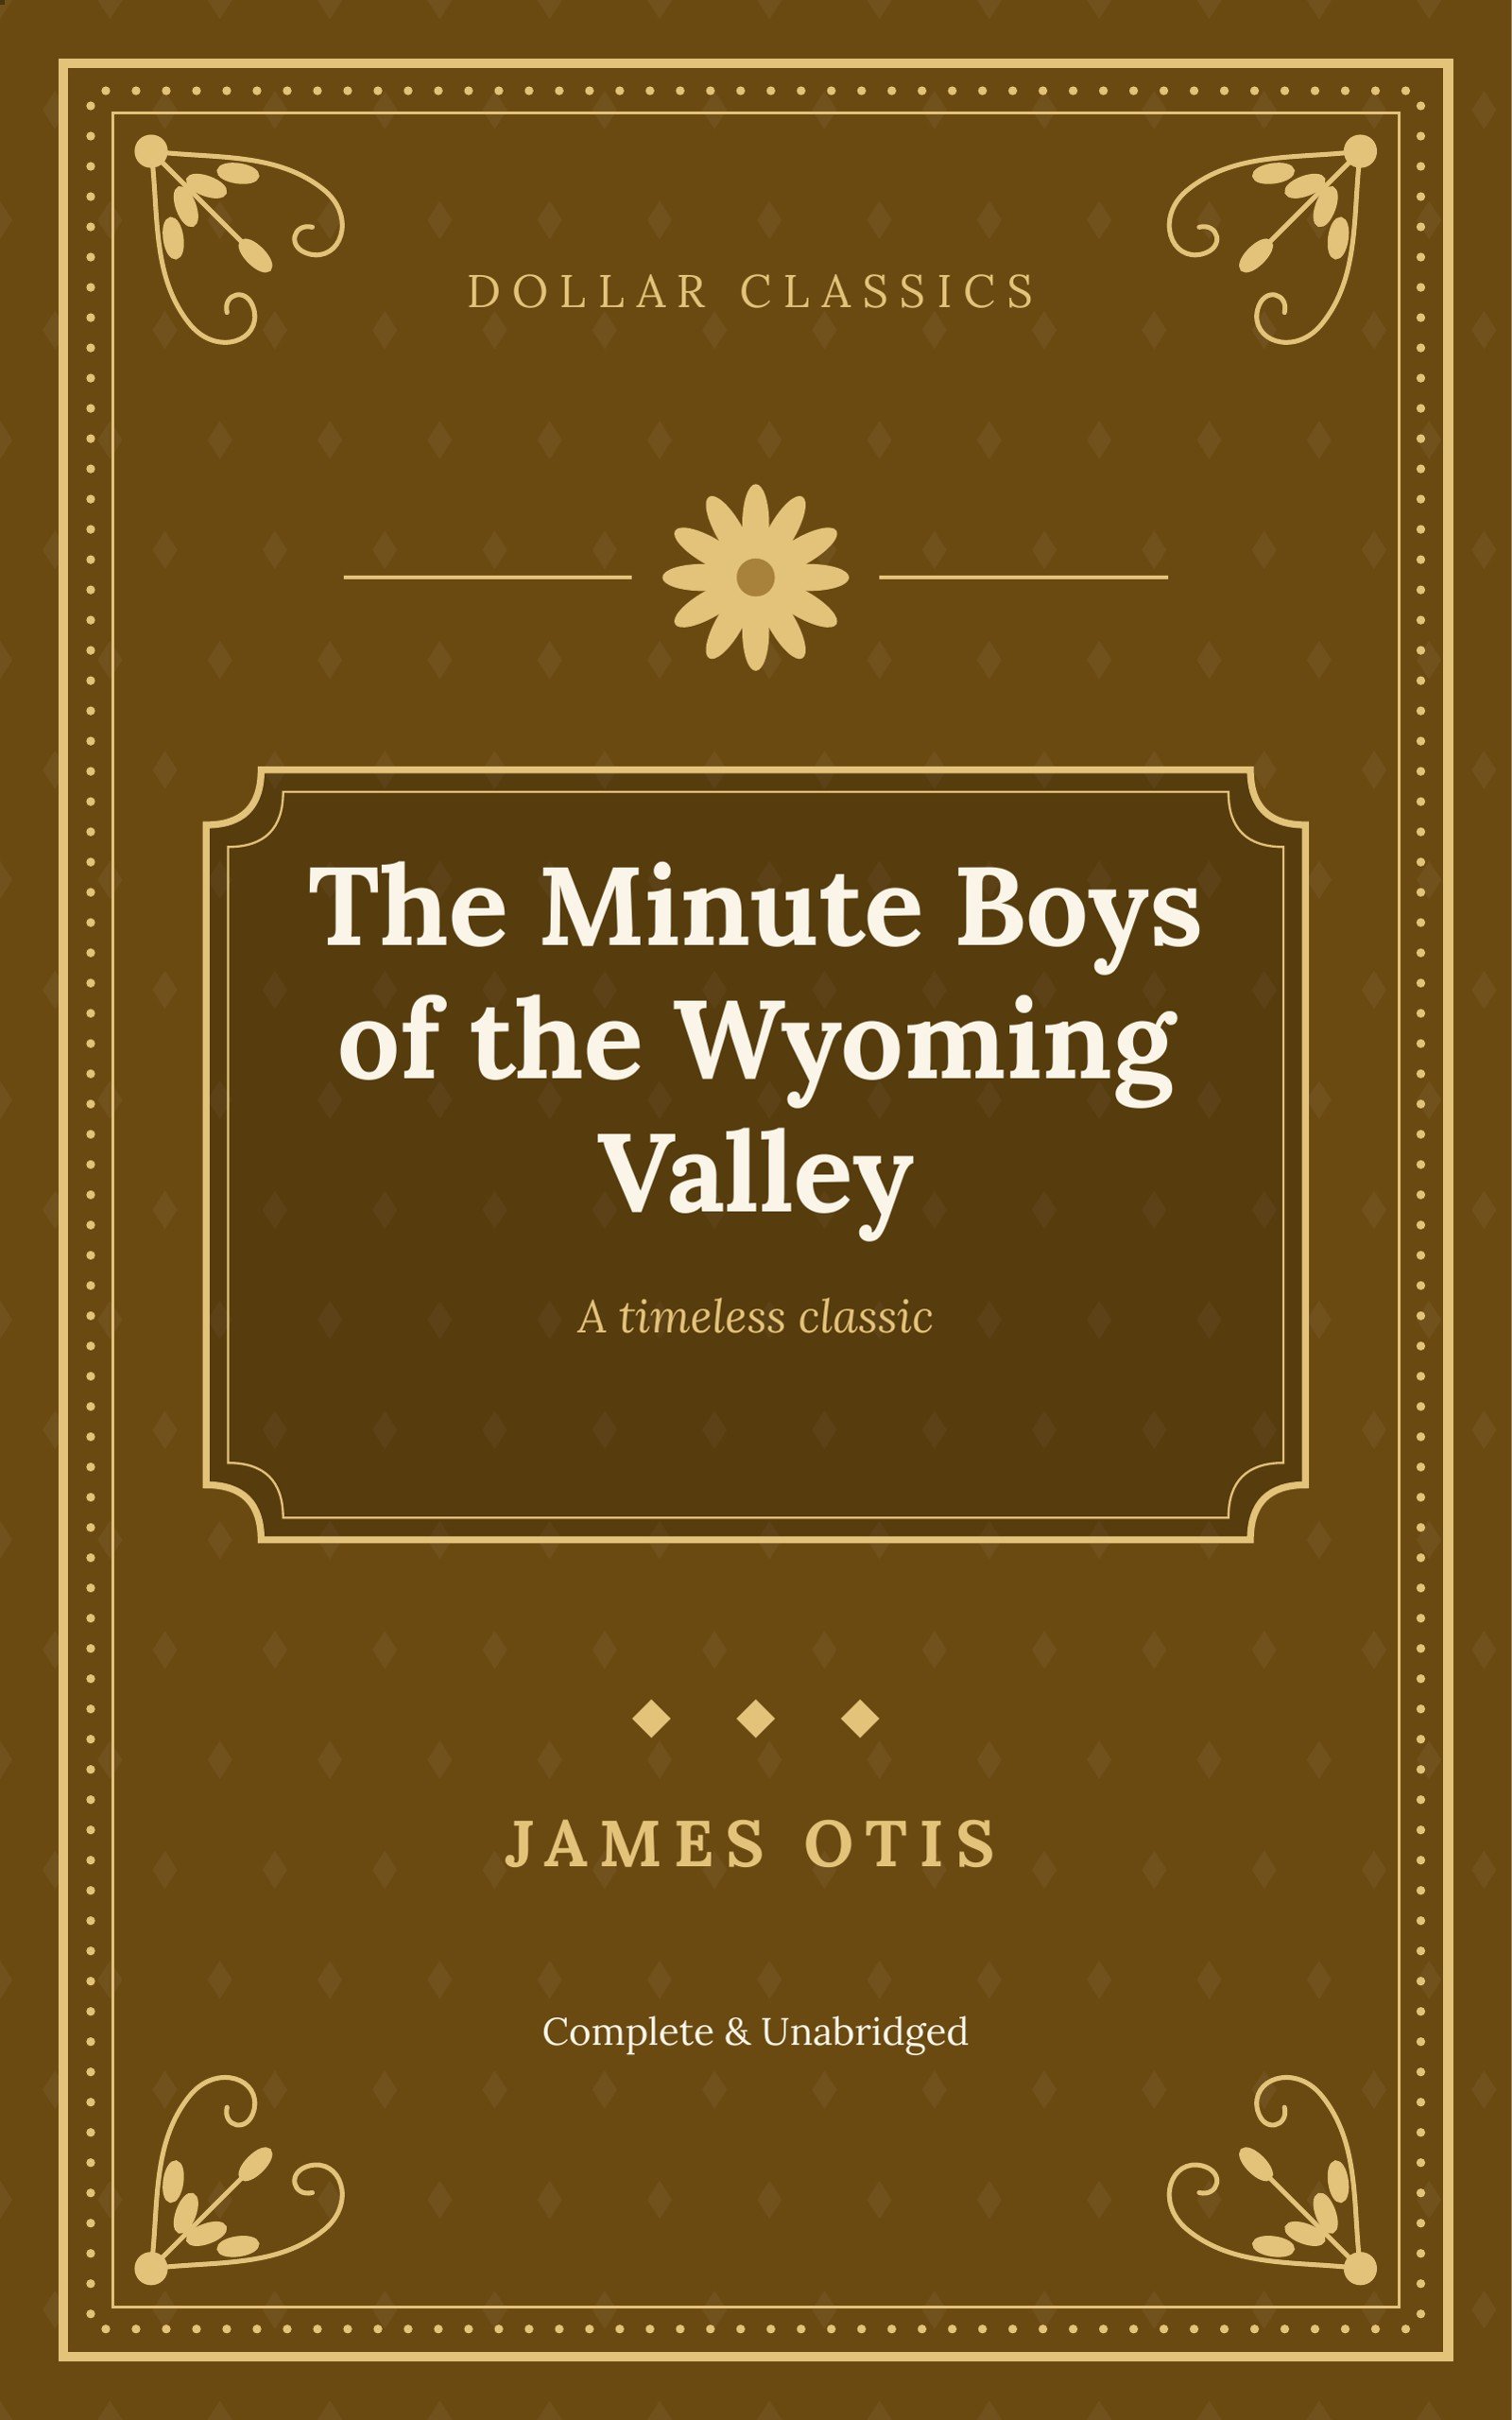 DOLLAR CLASSICS
The Minute Boys
of the Wyoming
Valley
A timeless classic
JAMES OTIS
Complete & Unabridged